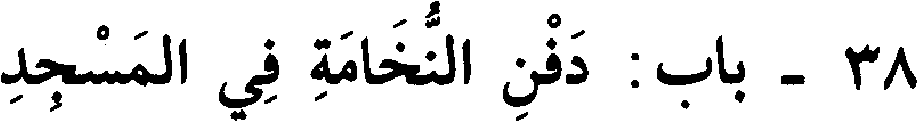 ٣٨ - باب: دَفْنِ النُّخَامَةِ فِي المَسْجِدِ